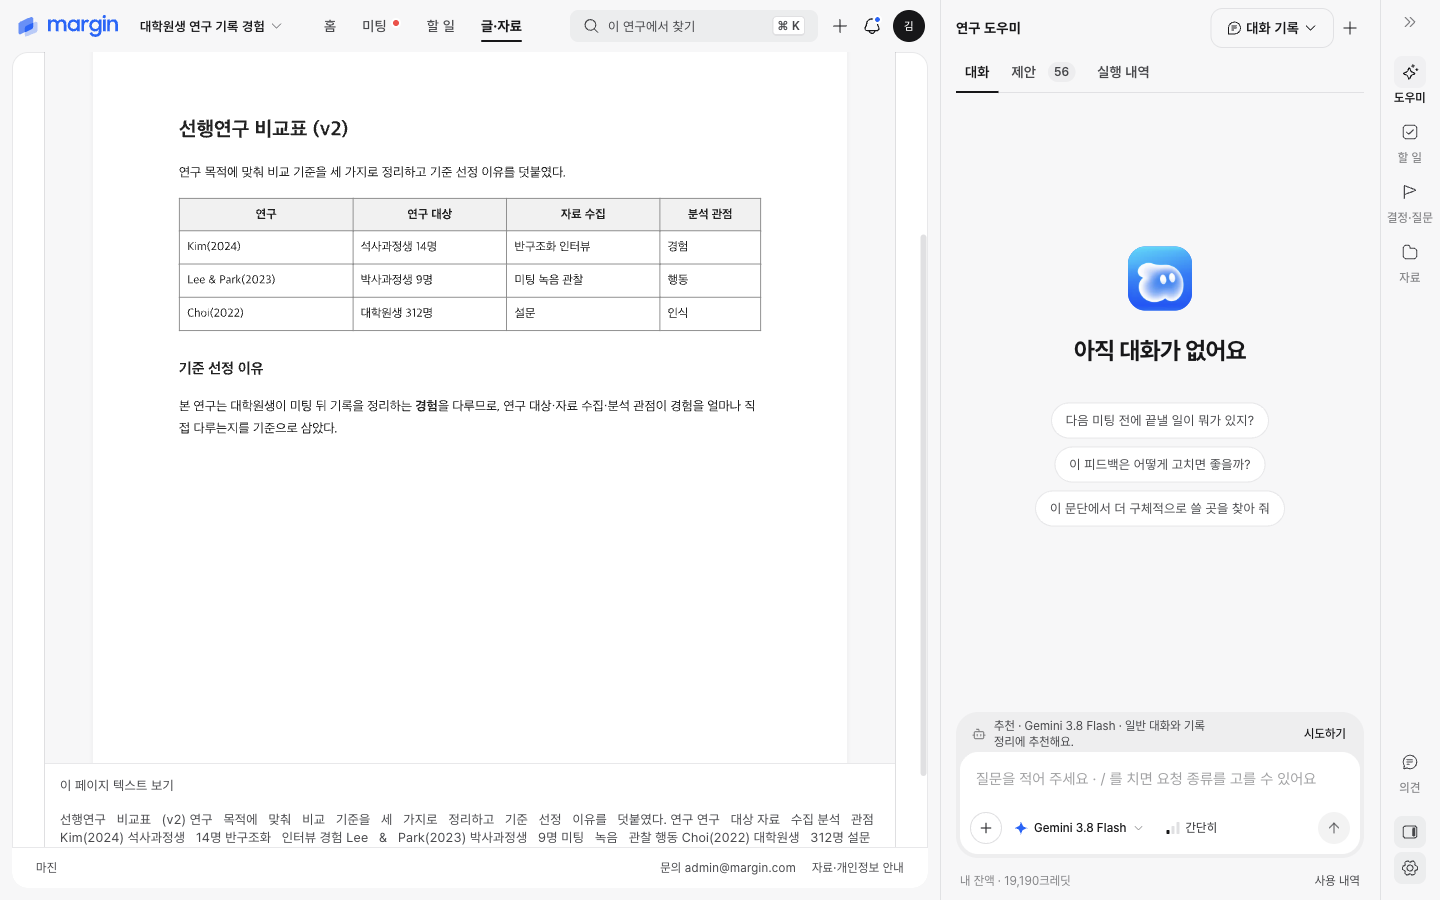 margin
대학원생 연구 기록 경험
홈
미팅
할 일
글·자료
이 연구에서 찾기
⌘ K
김
선행연구 비교표 (v2)
연구 목적에 맞춰 비교 기준을 세 가지로 정리하고 기준 선정 이유를 덧붙였다.
연구 연구 대상 자료 수집 분석 관점
Kim(2024) 석사과정생 14명 반구조화 인터뷰 경험
Lee & Park(2023) 박사과정생 9명 미팅 녹음 관찰 행동
Choi(2022) 대학원생 312명 설문 인식
기준 선정 이유
본 연구는 대학원생이 미팅 뒤 기록을 정리하는 경험을 다루므로, 연구 대상·자료 수집·분석 관점이 경험을 얼마나 직
접 다루는지를 기준으로 삼았다.
이 페이지 텍스트 보기
선행연구 비교표 (v2) 연구 목적에 맞춰 비교 기준을 세 가지로 정리하고 기준 선정 이유를 덧붙였다. 연구 연구 대상 자료 수집 분석 관점
Kim(2024) 석사과정생 14명 반구조화 인터뷰 경험 Lee & Park(2023) 박사과정생 9명 미팅 녹음 관찰 행동 Choi(2022) 대학원생 312명 설문
마진
문의 admin@margin.com
자료·개인정보 안내
연구 도우미
대화 기록
대화
제안 56
실행 내역
아직 대화가 없어요
다음 미팅 전에 끝낼 일이 뭐가 있지?
이 피드백은 어떻게 고치면 좋을까?
이 문단에서 더 구체적으로 쓸 곳을 찾아 줘
추천 · Gemini 3.8 Flash · 일반 대화와 기록
정리에 추천해요.
시도하기
질문을 적어 주세요 · / 를 치면 요청 종류를 고를 수 있어요
Gemini 3.8 Flash
간단히
내 잔액 · 19,190크레딧
사용 내역
도우미
할 일
결정·질문
자료
의견